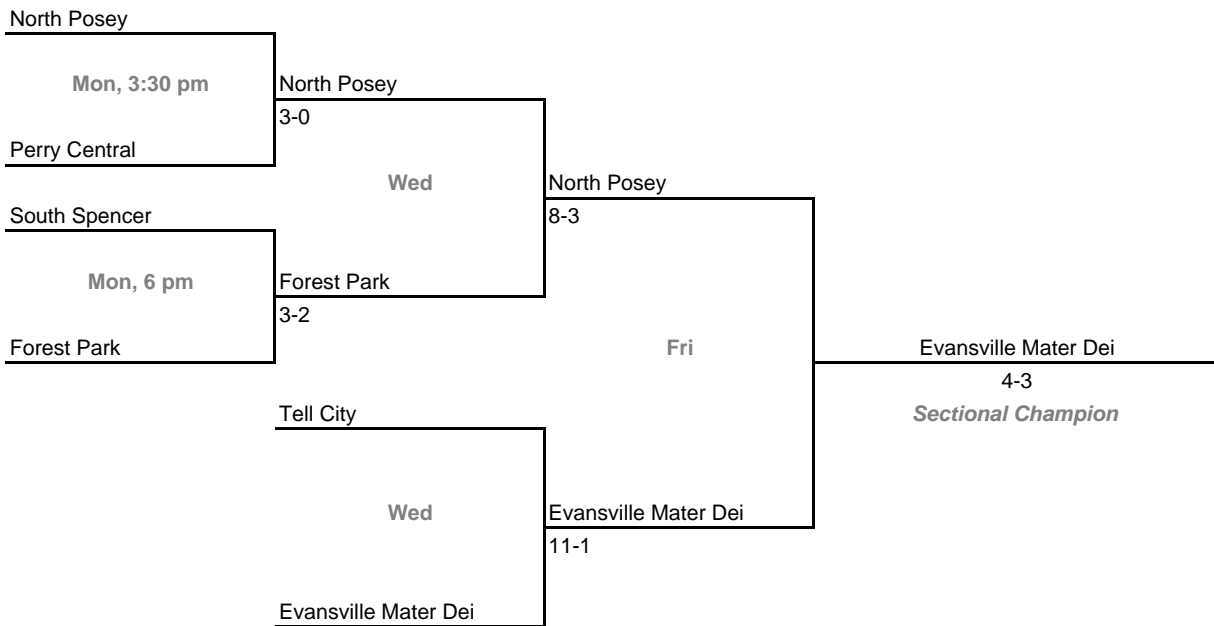 North Posey
Mon, 3:30 pm
North Posey
3-0
Perry Central
Wed
North Posey
South Spencer
8-3
Mon, 6 pm
Forest Park
3-2
Forest Park
Fri
Evansville Mater Dei
4-3
Tell City
Sectional Champion
Wed
Evansville Mater Dei
11-1
Evansville Mater Dei